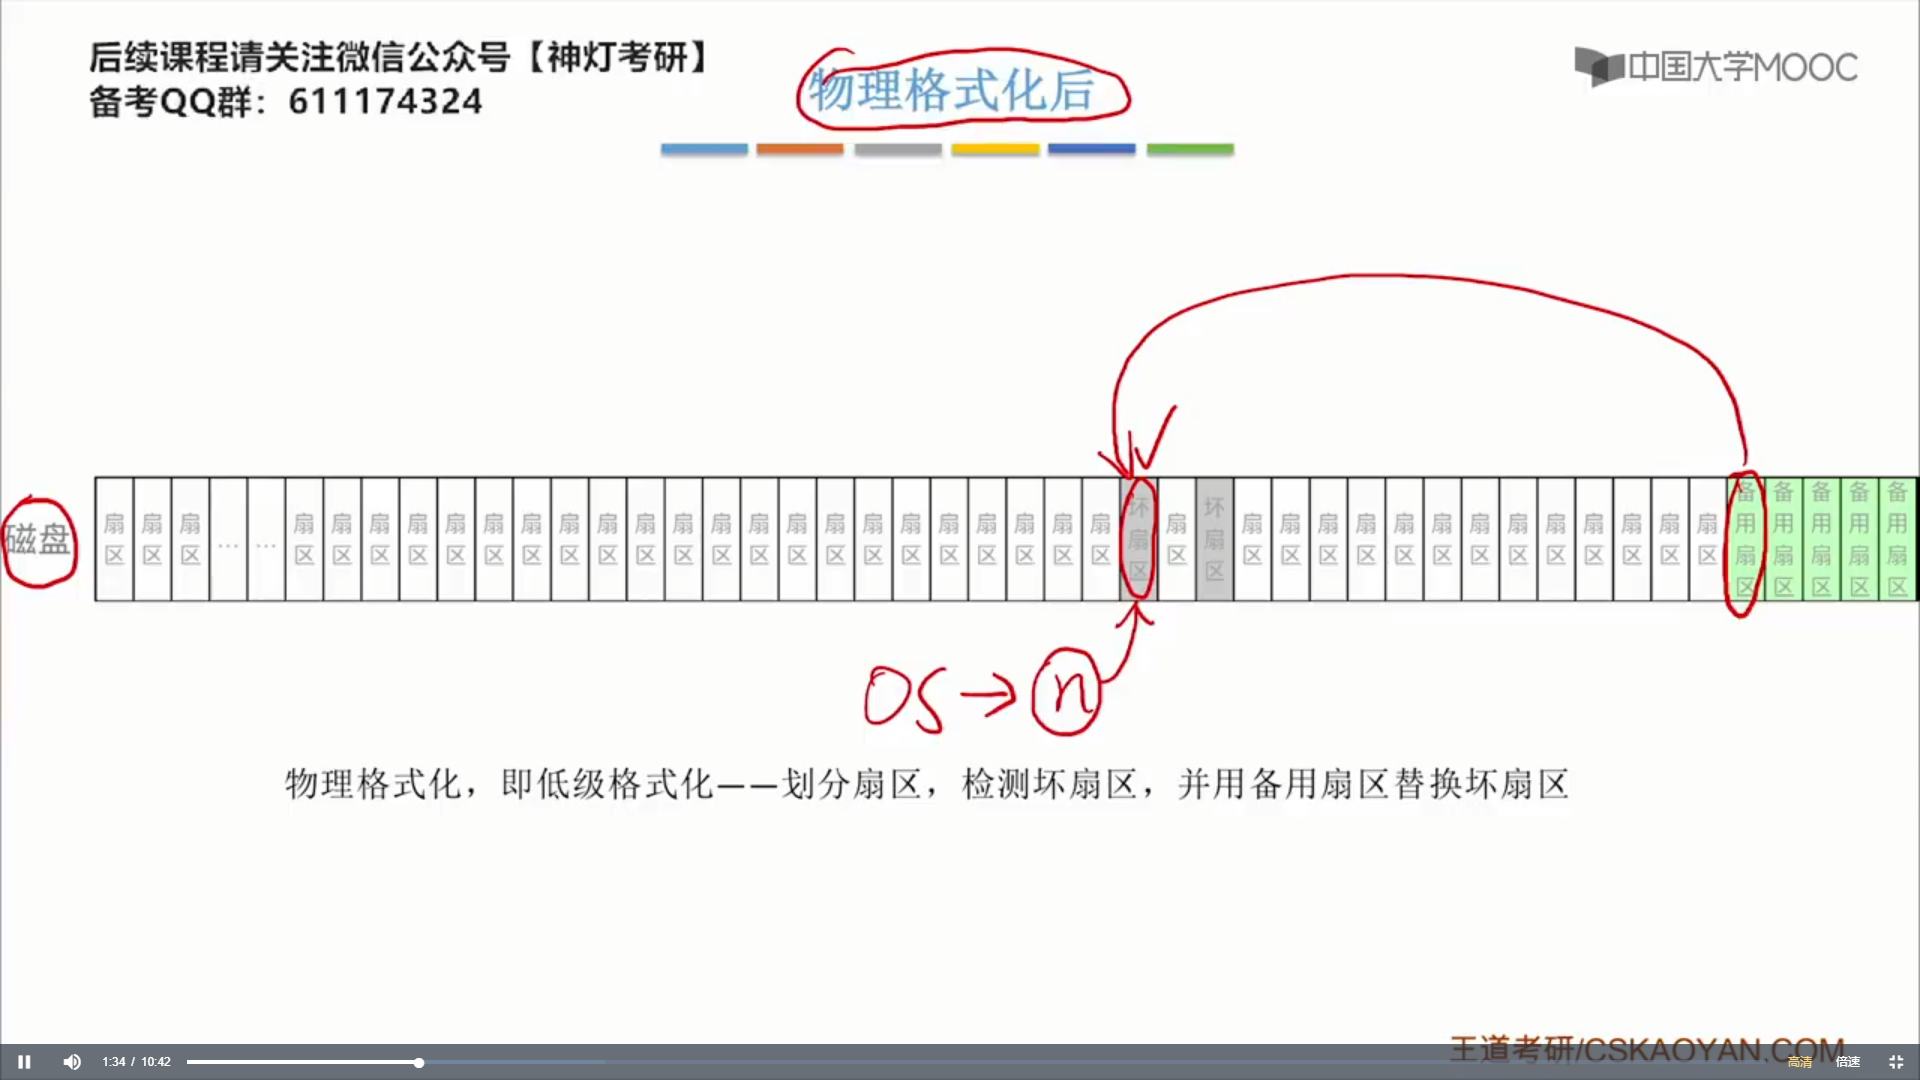 后续课程请关注微信公众号【神灯考研】
备考QQ群：611174324
物理格式化后
中国大学MOOC
磁盘 扇区 扇区 扇区 … … 扇区 扇区 扇区 扇区 扇区 扇区 扇区 扇区 扇区 扇区 扇区 扇区 扇区 扇区 扇区 扇区 扇区 扇区 扇区 扇区 扇区 扇区 坏扇区 扇区 坏扇区 扇区 扇区 扇区 扇区 扇区 扇区 扇区 扇区 扇区 扇区 扇区 扇区 扇区 备用扇区 备用扇区 备用扇区 备用扇区 备用扇区
OS→n
物理格式化，即低级格式化——划分扇区，检测坏扇区，并用备用扇区替换坏扇区
王道考研/CSKAOYAN.COM
1:34 / 10:42
高清 倍速